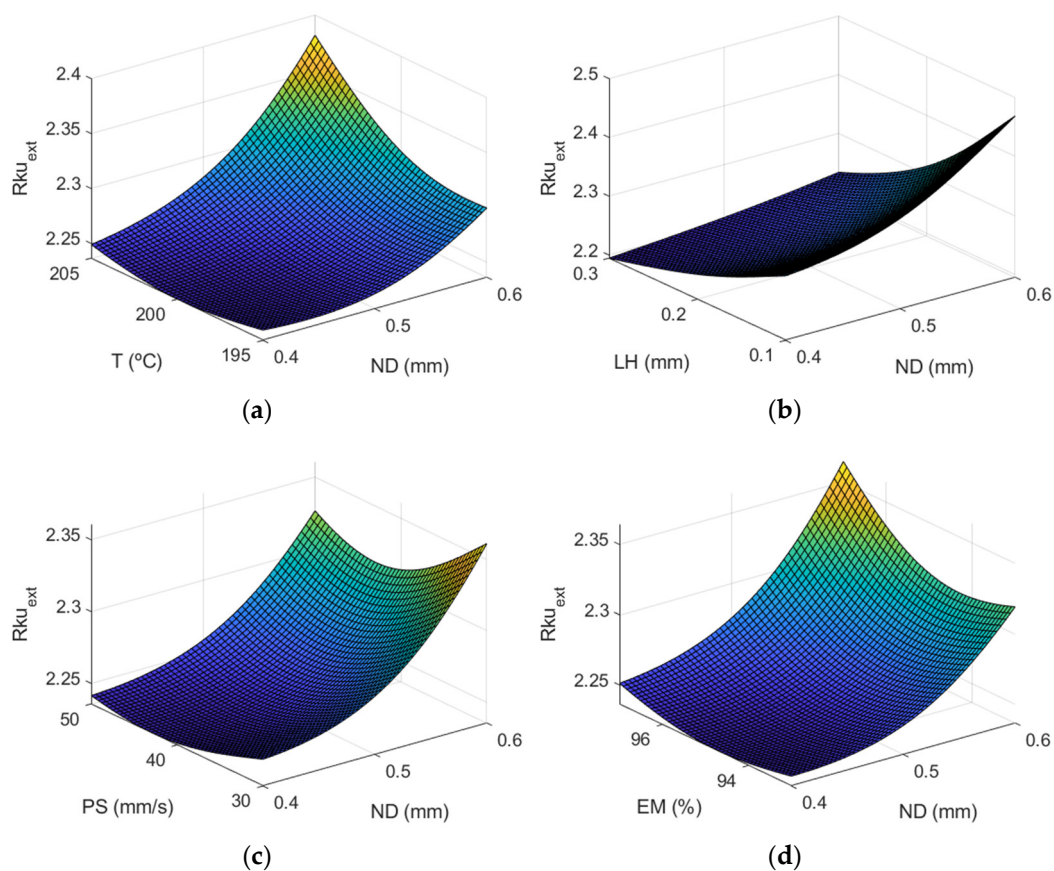 2.4
2.35
2.3
2.25
Rku_ext
205
200
195
T (ºC)
0.4
0.5
0.6
ND (mm)
(a)
2.5
2.4
2.3
2.2
Rku_ext
0.3
0.2
0.1
LH (mm)
0.4
0.5
0.6
ND (mm)
(b)
2.35
2.3
2.25
Rku_ext
50
40
30
PS (mm/s)
0.4
0.5
0.6
ND (mm)
(c)
2.35
2.3
2.25
Rku_ext
96
94
EM (%)
0.4
0.5
0.6
ND (mm)
(d)